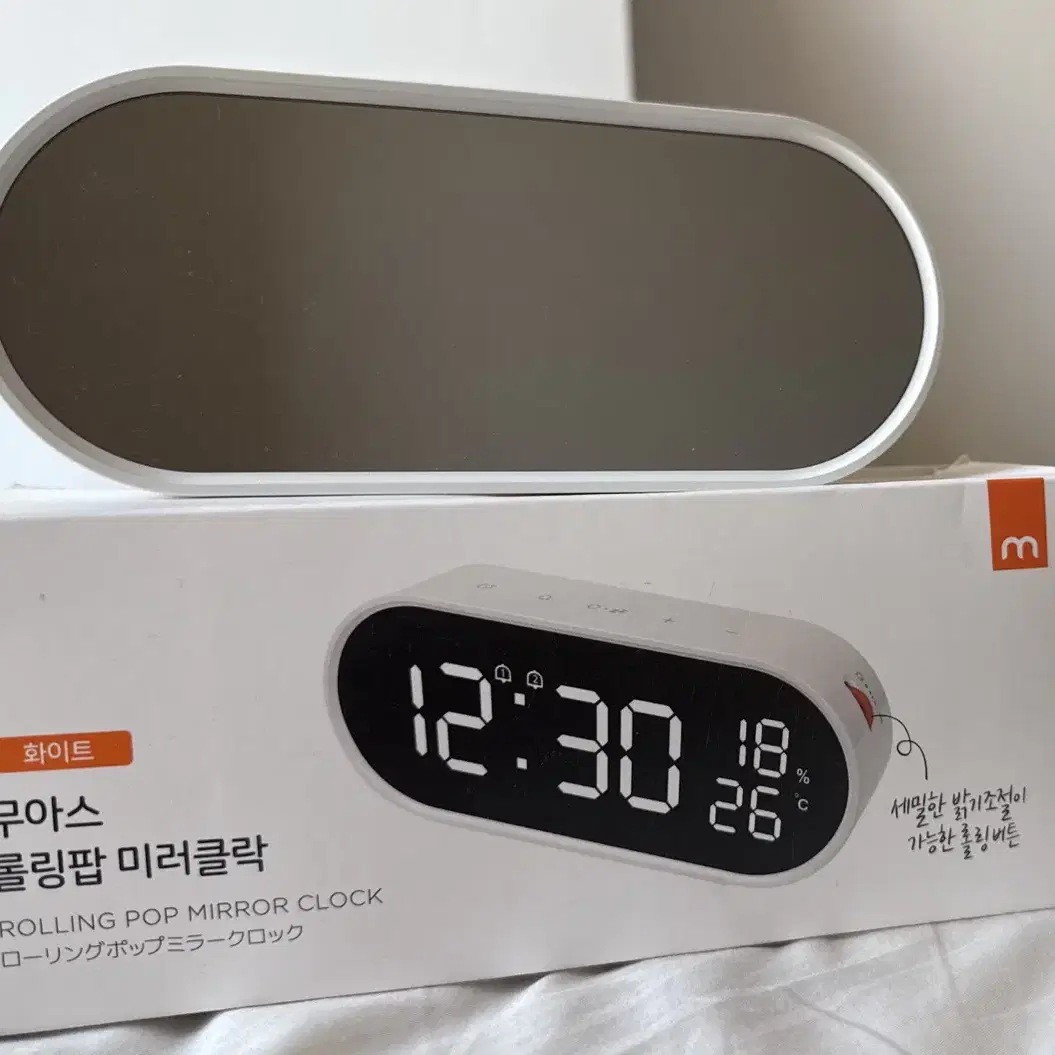 m
12:30
1
2
18 %
26 °C
세밀한 밝기조절이
가능한 롤링버튼
화이트
무아스
롤링팝 미러클락
ROLLING POP MIRROR CLOCK
ローリングポップミラークロック